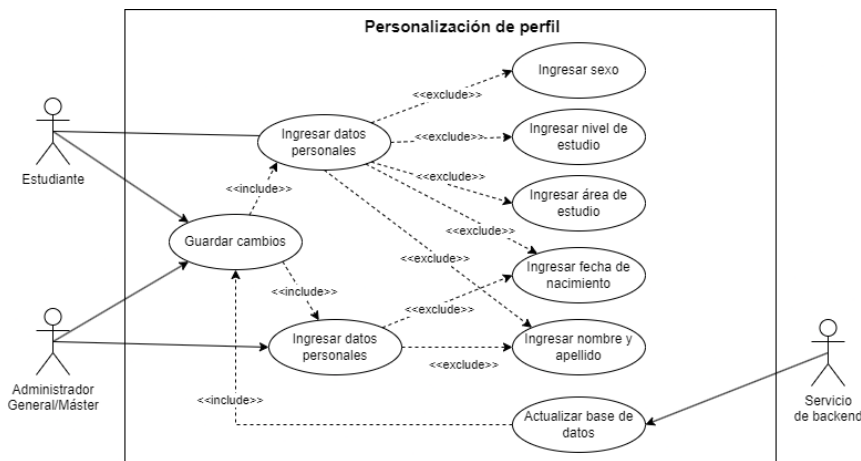 Personalización de perfil
Ingresar sexo
<<exclude>>
Estudiante
Ingresar datos
personales
<<exclude>>
Ingresar nivel de
estudio
<<exclude>>
Ingresar área de
estudio
<<include>>
<<exclude>>
Guardar cambios
<<exclude>>
Ingresar fecha de
nacimiento
<<include>>
<<exclude>>
Ingresar datos
personales
<<exclude>>
Ingresar nombre y
apellido
Administrador
General/Máster
<<include>>
Actualizar base de
datos
Servicio
de backend